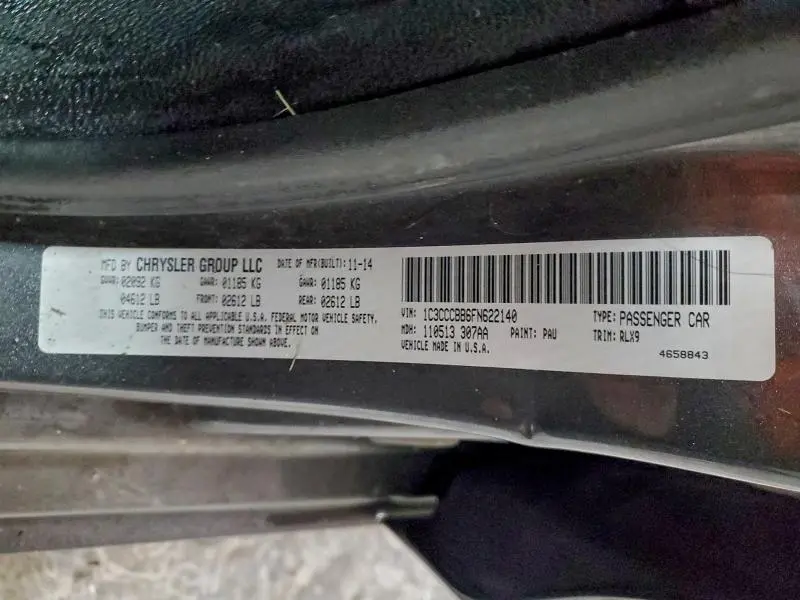 MFD BY CHRYSLER GROUP LLC DATE OF MFR(BUILT): 11-14
GVWR: 02092 KG GAWR: 01185 KG GAWR: 01185 KG
04612 LB FRONT: 02612 LB REAR: 02612 LB
THIS VEHICLE CONFORMS TO ALL APPLICABLE U.S.A. FEDERAL MOTOR VEHICLE SAFETY,
BUMPER AND THEFT PREVENTION STANDARDS IN EFFECT ON
THE DATE OF MANUFACTURE SHOWN ABOVE.
VIN: 1C3CCCBB6FN622140 TYPE: PASSENGER CAR
MDH: 110513 307AA PAINT: PAU TRIM: RLX9
VEHICLE MADE IN U.S.A.
4658843